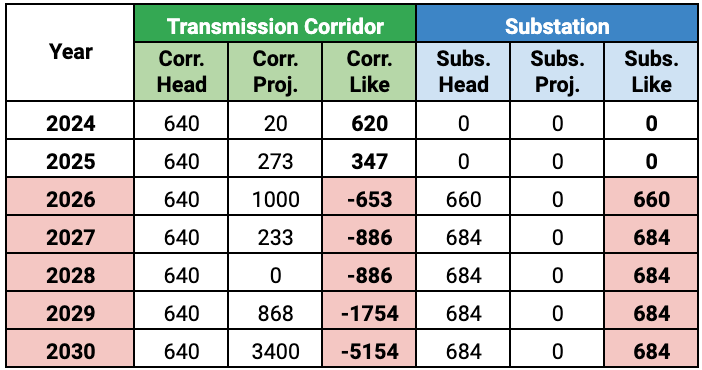 Year Transmission Corridor Substation
Corr. Head Corr. Proj. Corr. Like Subs. Head Subs. Proj. Subs. Like
2024 640 20 620 0 0 0
2025 640 273 347 0 0 0
2026 640 1000 -653 660 0 660
2027 640 233 -886 684 0 684
2028 640 0 -886 684 0 684
2029 640 868 -1754 684 0 684
2030 640 3400 -5154 684 0 684